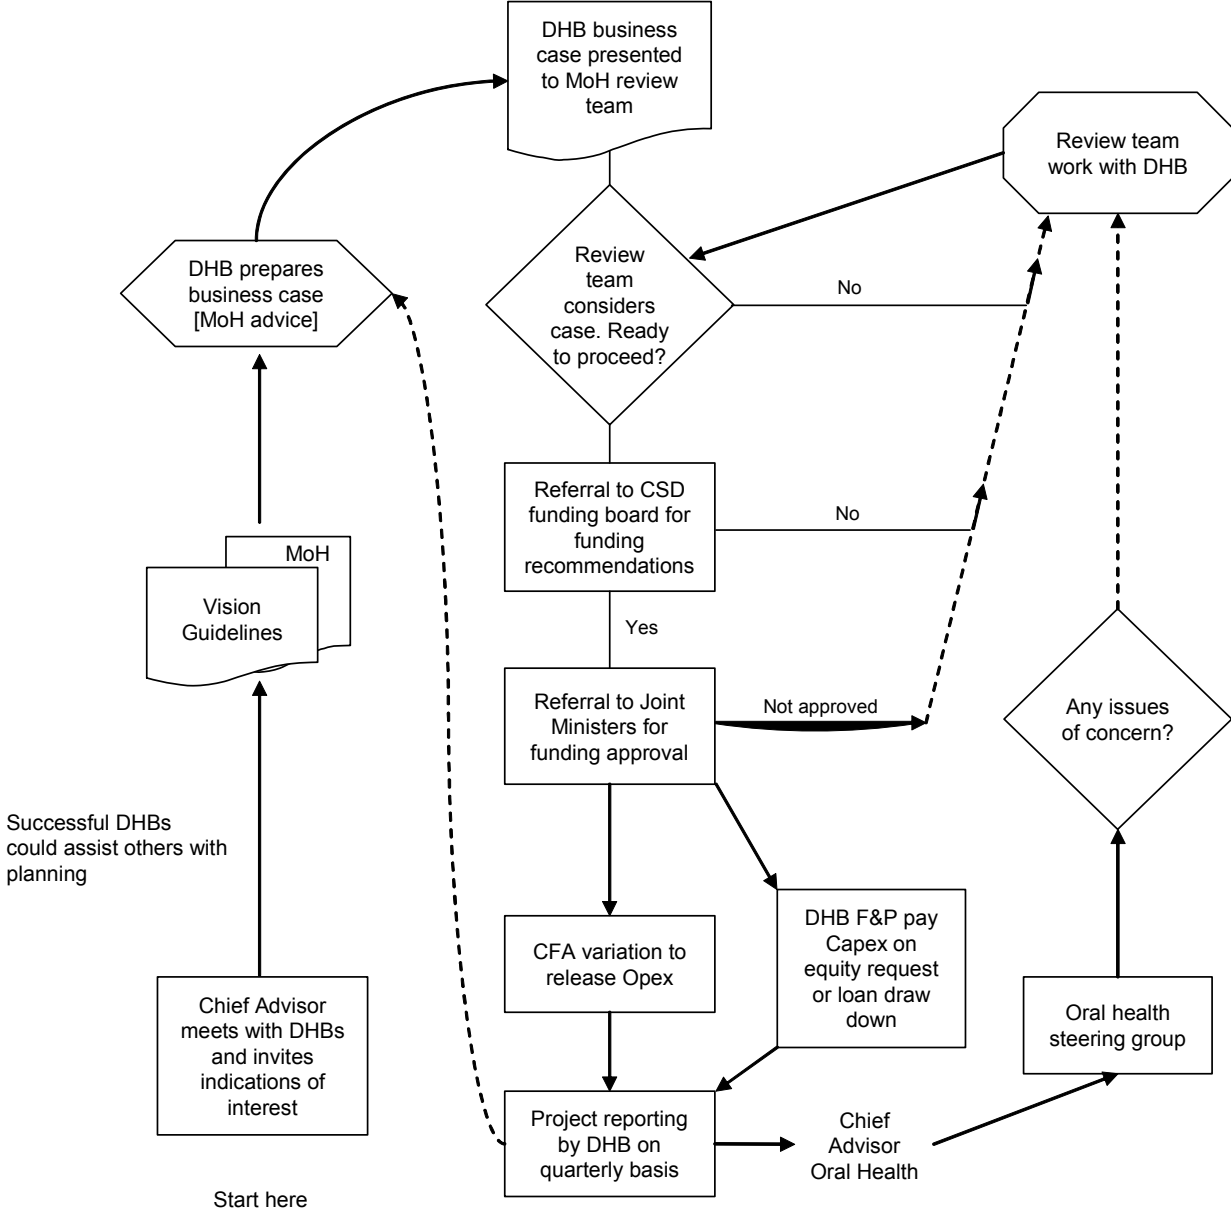 DHB business
case presented
to MoH review
team
Review team
work with DHB
DHB prepares
business case
[MoH advice]
Review
team
considers
case. Ready
to proceed?
No
Referral to CSD
funding board for
funding
recommendations
No
MoH
Vision
Guidelines
Yes
Referral to Joint
Ministers for
funding approval
Not approved
Any issues
of concern?
Successful DHBs
could assist others with
planning
CFA variation to
release Opex
DHB F&P pay
Capex on
equity request
or loan draw
down
Chief Advisor
meets with DHBs
and invites
indications of
interest
Oral health
steering group
Project reporting
by DHB on
quarterly basis
Chief
Advisor
Oral Health
Start here